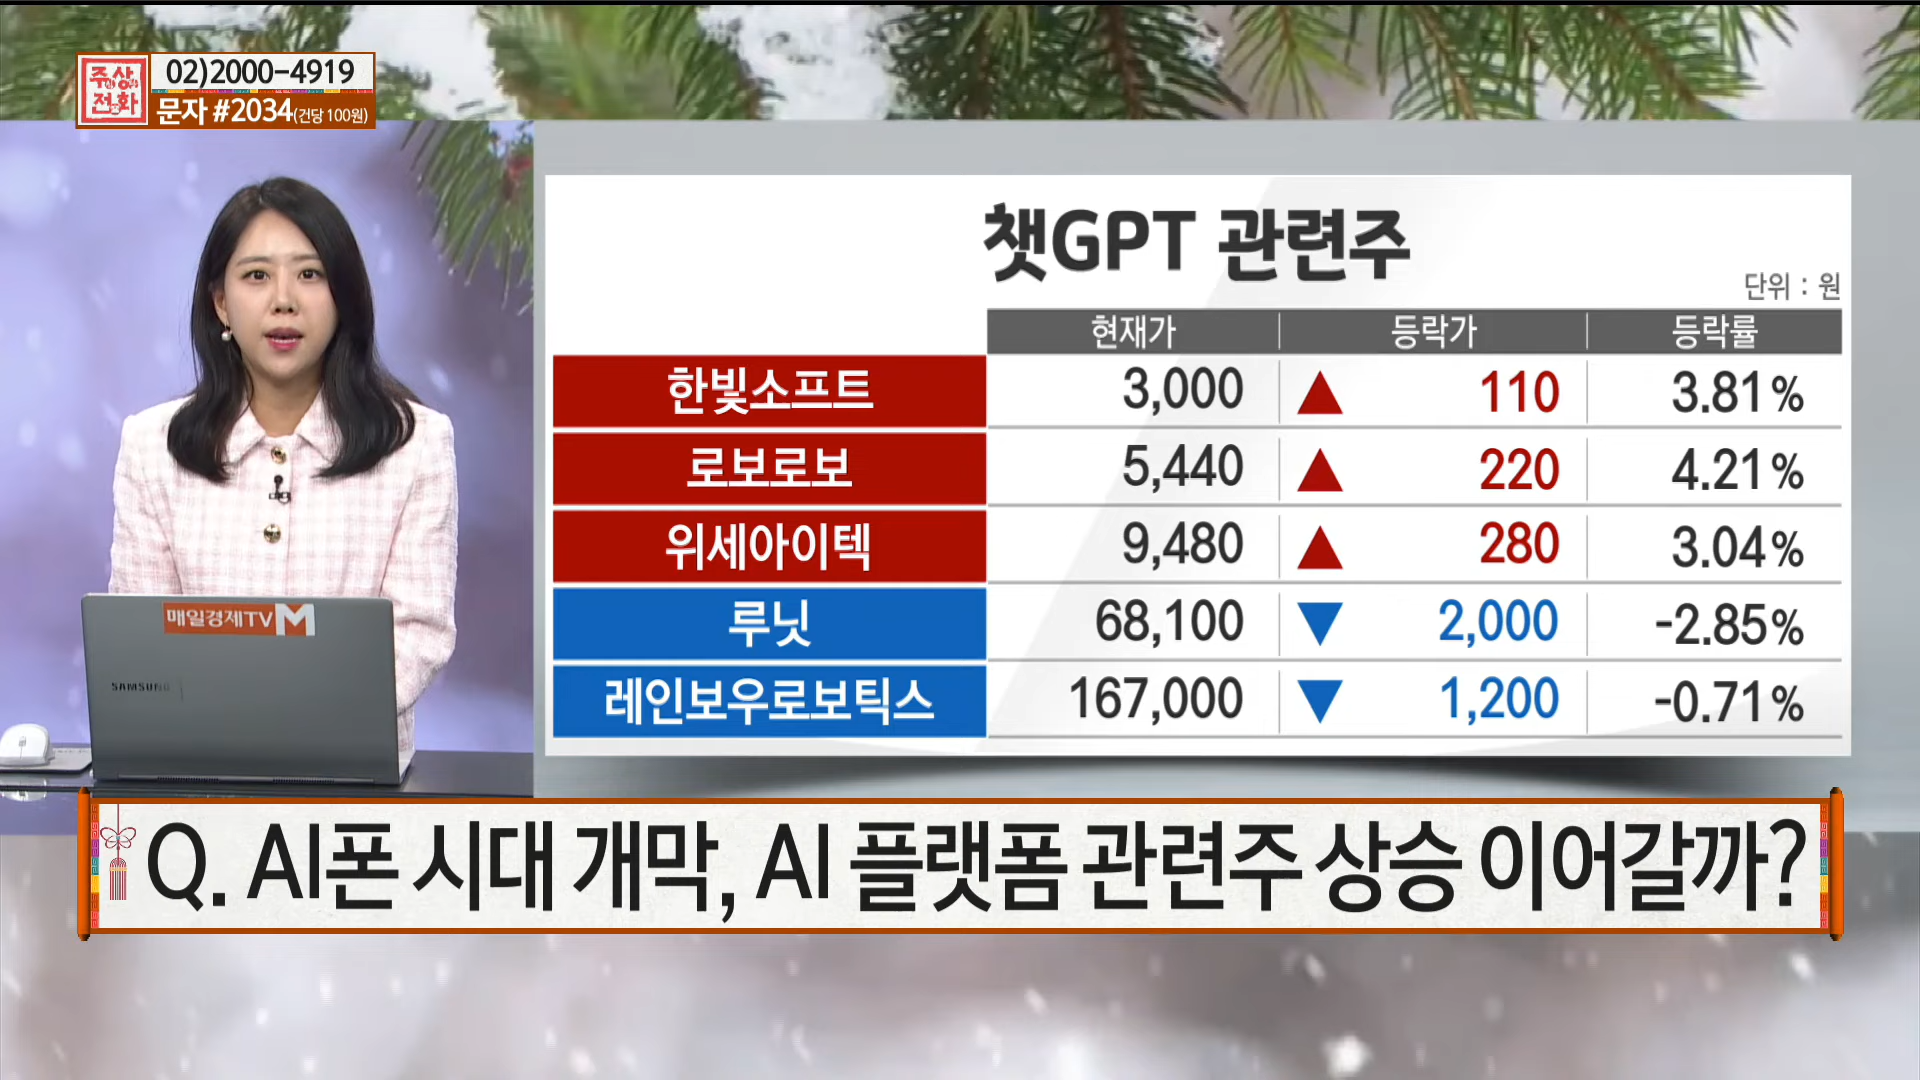 주상
전화
02)2000-4919
문자 #2034(건당 100원)
챗GPT 관련주
단위 : 원
현재가 등락가 등락률
한빛소프트 3,000 ▲ 110 3.81%
로보로보 5,440 ▲ 220 4.21%
위세아이텍 9,480 ▲ 280 3.04%
루닛 68,100 ▼ 2,000 -2.85%
레인보우로보틱스 167,000 ▼ 1,200 -0.71%
매일경제TV M
SAMSUNG
Q. AI폰 시대 개막, AI 플랫폼 관련주 상승 이어갈까?